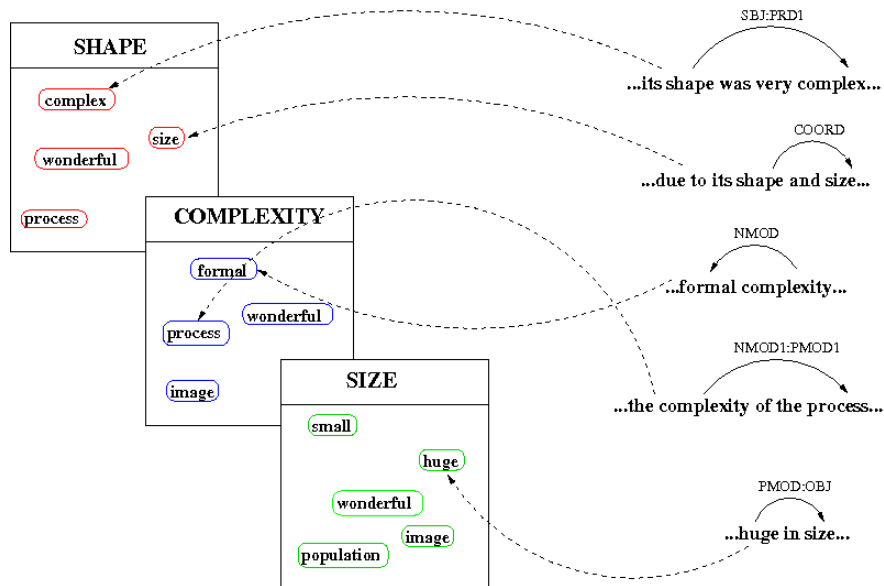 SHAPE
complex
size
wonderful
process
COMPLEXITY
formal
wonderful
process
image
SIZE
small
huge
wonderful
image
population
SBJ:PRD1
...its shape was very complex...
COORD
...due to its shape and size...
NMOD
...formal complexity...
NMOD1:PMOD1
...the complexity of the process...
PMOD:OBJ
...huge in size...